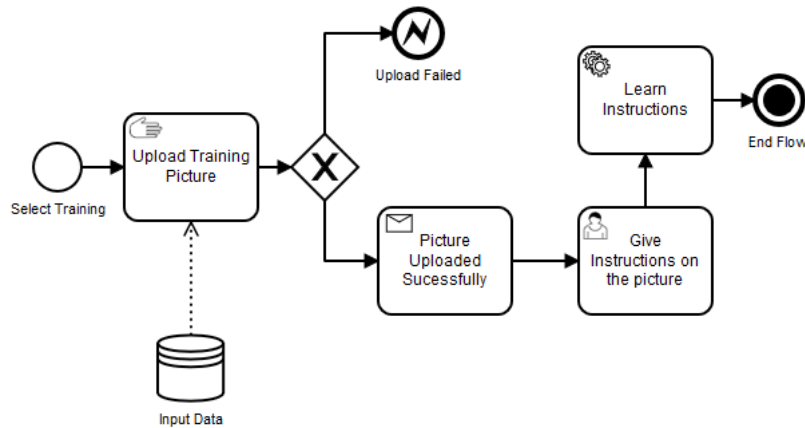 Upload Failed
Learn
Instructions
End Flow
Upload Training
Picture
Select Training
X
Picture
Uploaded
Sucessfully
Give
Instructions on
the picture
Input Data